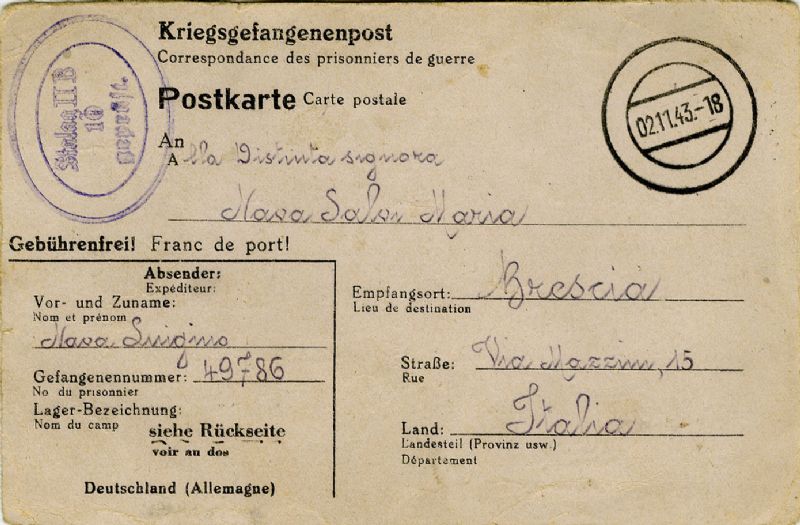 Kriegsgefangenenpost
Correspondance des prisonniers de guerre
Postkarte Carte postale
Stalag II B
16
02.11.43.-18
An
A lla Distinta signora
Nava Salvi Maria
Gebührenfrei! Franc de port!
Absender:
Expéditeur:
Vor- und Zuname:
Nom et prénom
Nava Luigino
Gefangenennummer: 49786
No du prisonnier
Lager-Bezeichnung:
Nom du camp
siehe Rückseite
voir au dos
Deutschland (Allemagne)
Empfangsort: Brescia
Lieu de destination
Straße: Via Mazzini, 15
Rue
Land: Italia
Landesteil (Provinz usw.)
Département